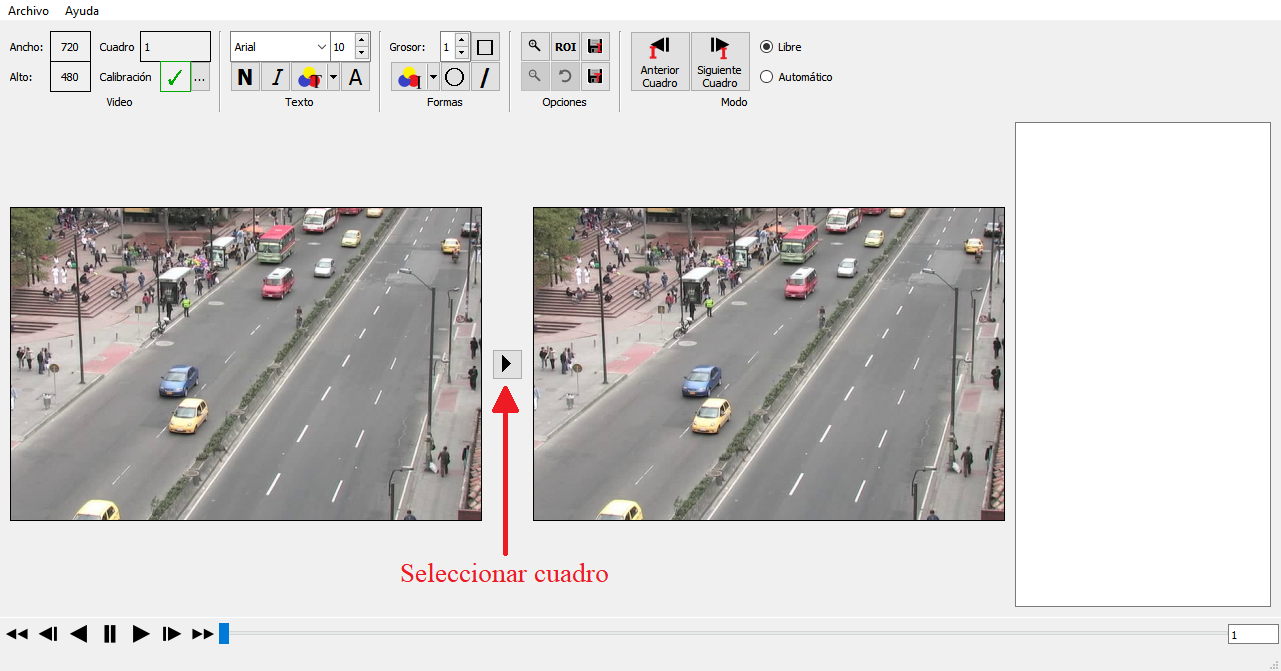 Archivo Ayuda
Ancho: 720 Cuadro 1 Arial 10 Grosor: 1 ROI Libre
Alto: 480 Calibración ... N I T A I Anterior Cuadro Siguiente Cuadro Automático
Video Texto Formas Opciones Modo
Seleccionar cuadro
1